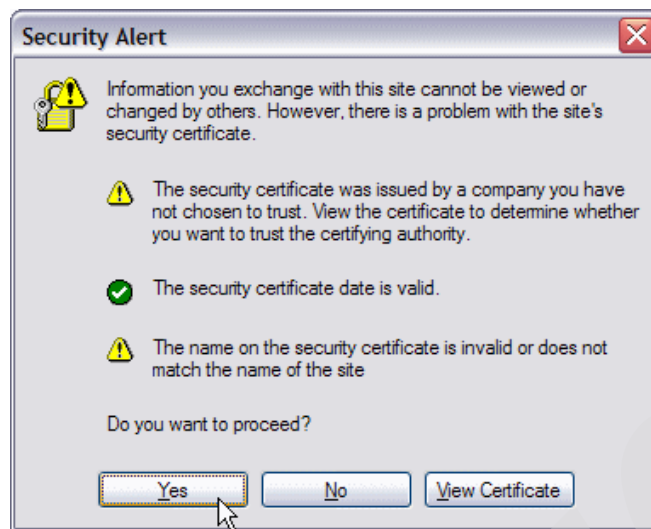 Security Alert
Information you exchange with this site cannot be viewed or
changed by others. However, there is a problem with the site's
security certificate.
The security certificate was issued by a company you have
not chosen to trust. View the certificate to determine whether
you want to trust the certifying authority.
The security certificate date is valid.
The name on the security certificate is invalid or does not
match the name of the site
Do you want to proceed?
Yes No View Certificate